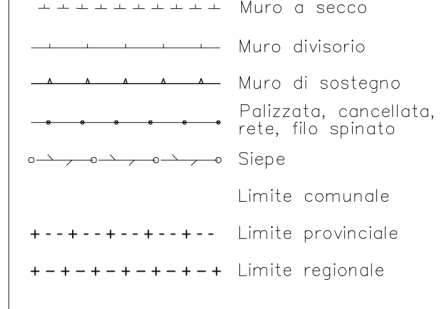 Muro a secco
Muro divisorio
Muro di sostegno
Palizzata, cancellata,
rete, filo spinato
Siepe
Limite comunale
Limite provinciale
Limite regionale